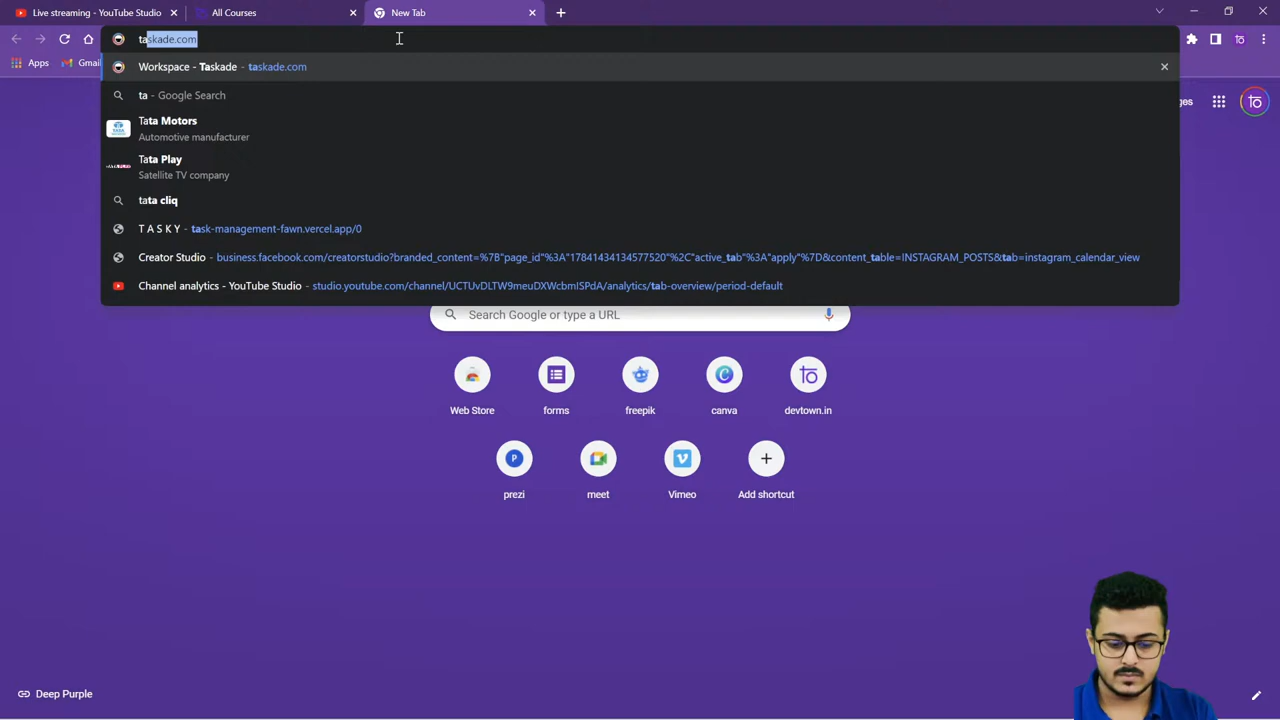 Live streaming - YouTube Studio
All Courses
New Tab
taskade.com
Apps
Gmai
Workspace - Taskade - taskade.com
ta - Google Search
ges
Tata Motors
Automotive manufacturer
Tata Play
Satellite TV company
tata cliq
T A S K Y - task-management-fawn.vercel.app/0
Creator Studio - business.facebook.com/creatorstudio?branded_content=%7B"page_id"%3A"17841434134577520"%2C"active_tab"%3A"apply"%7D&content_table=INSTAGRAM_POSTS&tab=instagram_calendar_view
Channel analytics - YouTube Studio - studio.youtube.com/channel/UCTUvDLTW9meuDXWcbmISPdA/analytics/tab-overview/period-default
Search Google or type a URL
Web Store
forms
freepik
canva
devtown.in
prezi
meet
Vimeo
Add shortcut
Deep Purple